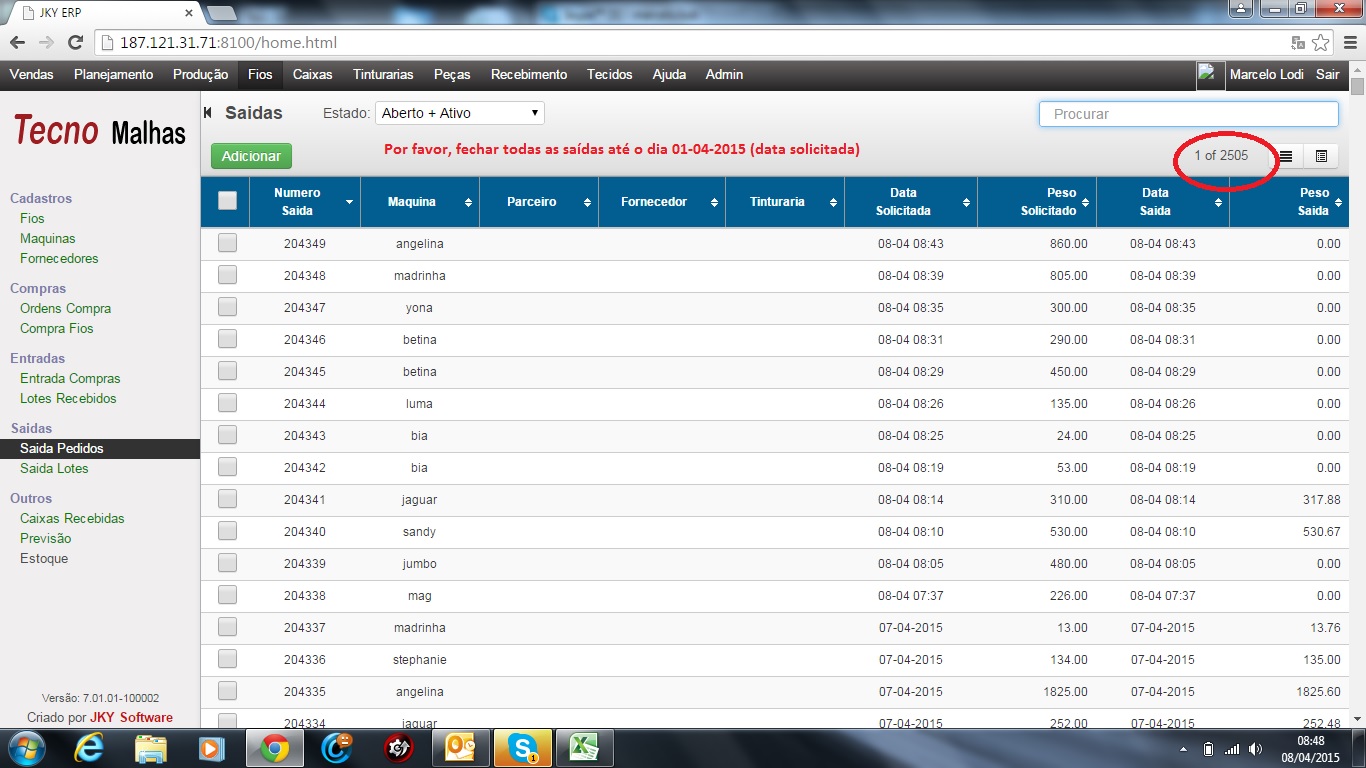 JKY ERP
187.121.31.71:8100/home.html
Vendas Planejamento Produção Fios Caixas Tinturarias Peças Recebimento Tecidos Ajuda Admin Marcelo Lodi Sair
Tecno Malhas
Cadastros
Fios
Maquinas
Fornecedores
Compras
Ordens Compra
Compra Fios
Entradas
Entrada Compras
Lotes Recebidos
Saidas
Saida Pedidos
Saida Lotes
Outros
Caixas Recebidas
Previsão
Estoque
Versão: 7.01.01-100002
Criado por JKY Software
Saidas Estado: Aberto + Ativo Procurar
Adicionar Por favor, fechar todas as saídas até o dia 01-04-2015 (data solicitada) 1 of 2505
Numero Saida Maquina Parceiro Fornecedor Tinturaria Data Solicitada Peso Solicitado Data Saida Peso Saida
204349 angelina 08-04 08:43 860.00 08-04 08:43 0.00
204348 madrinha 08-04 08:39 805.00 08-04 08:39 0.00
204347 yona 08-04 08:35 300.00 08-04 08:35 0.00
204346 betina 08-04 08:31 290.00 08-04 08:31 0.00
204345 betina 08-04 08:29 450.00 08-04 08:29 0.00
204344 luma 08-04 08:26 135.00 08-04 08:26 0.00
204343 bia 08-04 08:25 24.00 08-04 08:25 0.00
204342 bia 08-04 08:19 53.00 08-04 08:19 0.00
204341 jaguar 08-04 08:14 310.00 08-04 08:14 317.88
204340 sandy 08-04 08:10 530.00 08-04 08:10 530.67
204339 jumbo 08-04 08:05 480.00 08-04 08:05 0.00
204338 mag 08-04 07:37 226.00 08-04 07:37 0.00
204337 madrinha 07-04-2015 13.00 07-04-2015 13.76
204336 stephanie 07-04-2015 134.00 07-04-2015 135.00
204335 angelina 07-04-2015 1825.00 07-04-2015 1825.60
204334 jaguar 07-04-2015 252.00 07-04-2015 252.48
1
08:48
08/04/2015